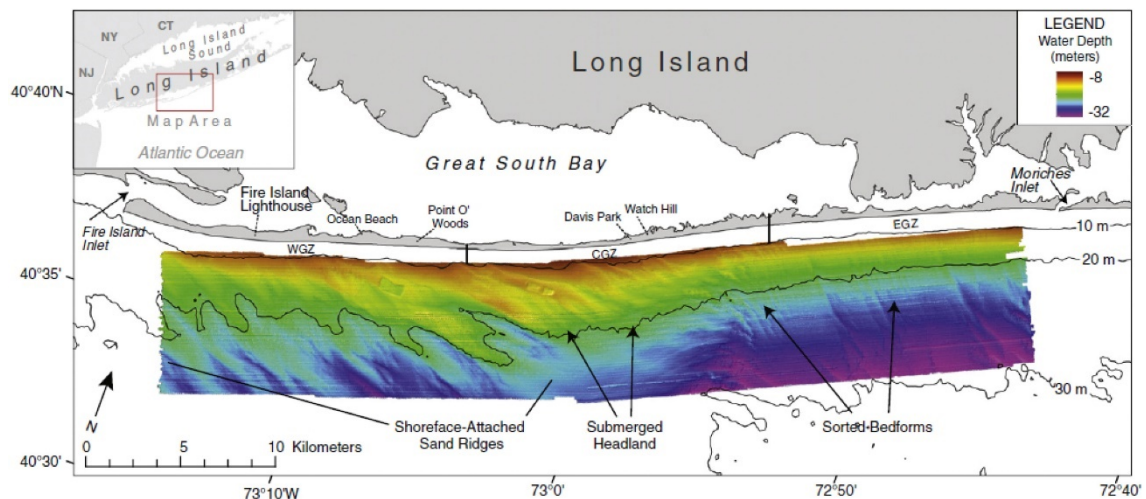 CT
NY
Long Island
Sound
NJ
Long Island
Map Area
Atlantic Ocean
Long Island
LEGEND
Water Depth
(meters)
-8
-32
40°40'N
Great South Bay
Moriches
Inlet
Fire Island
Lighthouse
Ocean Beach
Point O'
Woods
Davis Park
Watch Hill
Fire Island
Inlet
WGZ
CGZ
EGZ
10 m
40°35'
20 m
30 m
N
0
5
10
Kilometers
Shoreface-Attached
Sand Ridges
Submerged
Headland
Sorted Bedforms
40°30'
73°10'W
73°0'
72°50'
72°40'